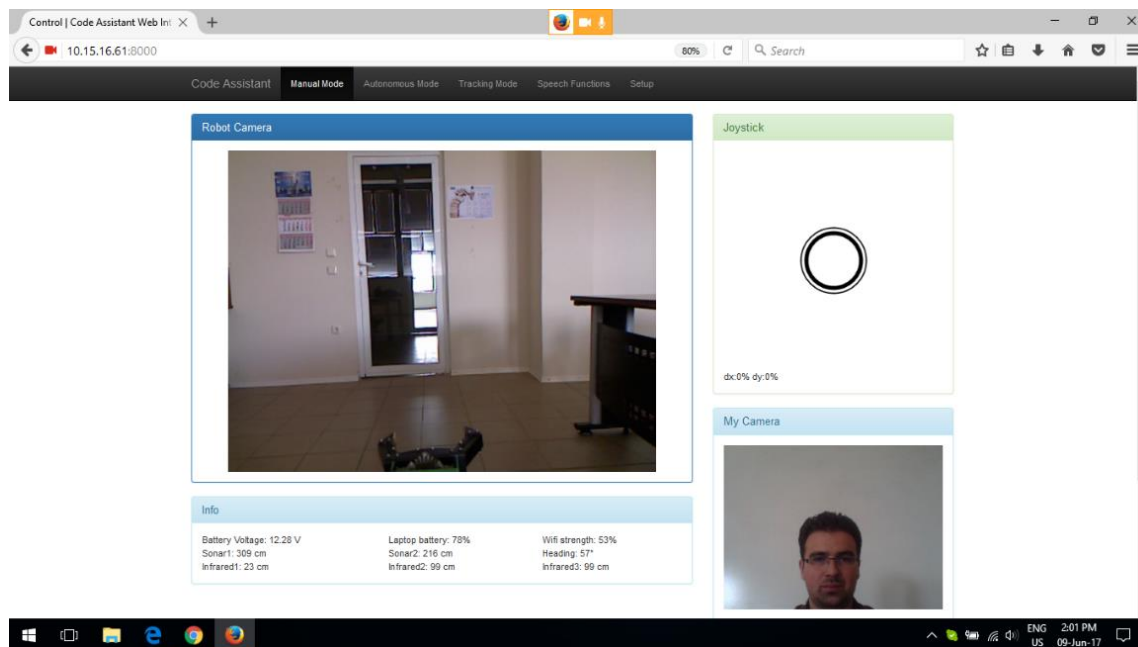 Control | Code Assistant Web Int
10.15.16.61:8000
80%
Search
Code Assistant
Manual Mode
Autonomous Mode
Tracking Mode
Speech Functions
Setup
Robot Camera
Joystick
dx:0% dy:0%
My Camera
Info
Battery Voltage: 12.28 V
Laptop battery: 78%
Wifi strength: 53%
Sonar1: 309 cm
Sonar2: 216 cm
Heading: 57°
Infrared1: 23 cm
Infrared2: 99 cm
Infrared3: 99 cm
ENG
US
2:01 PM
09-Jun-17